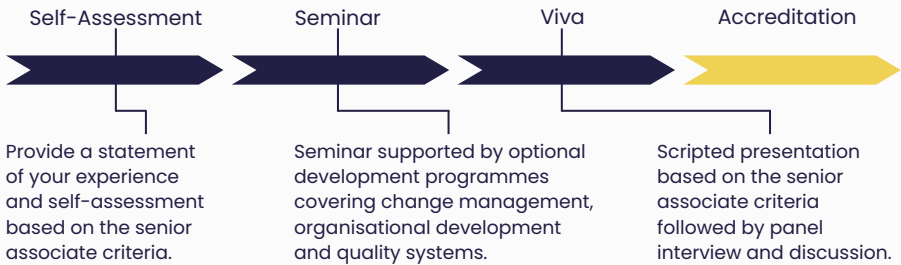 Self-Assessment
Seminar
Viva
Accreditation
Provide a statement
of your experience
and self-assessment
based on the senior
associate criteria.
Seminar supported by optional
development programmes
covering change management,
organisational development
and quality systems.
Scripted presentation
based on the senior
associate criteria
followed by panel
interview and discussion.